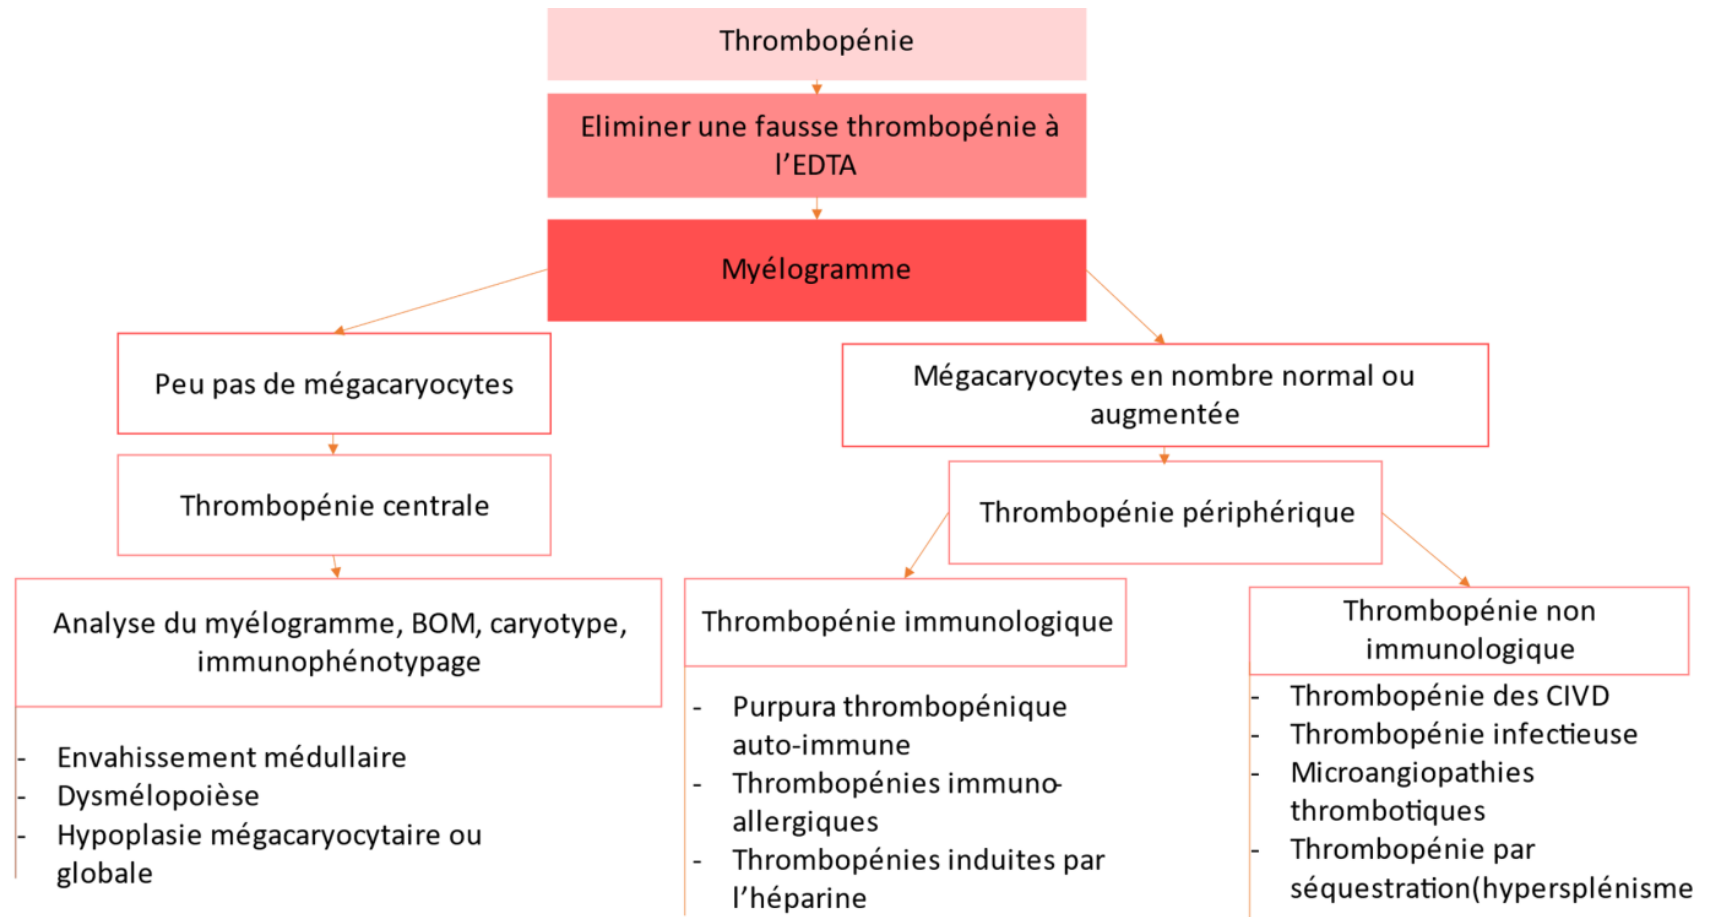 Thrombopénie
Eliminer une fausse thrombopénie à
l’EDTA
Myélogramme
Peu pas de mégacaryocytes
Thrombopénie centrale
Analyse du myélogramme, BOM, caryotype,
immunophénotypage
- Envahissement médullaire
- Dysmélopoièse
- Hypoplasie mégacaryocytaire ou
globale
Mégacaryocytes en nombre normal ou
augmentée
Thrombopénie périphérique
Thrombopénie immunologique
- Purpura thrombopénique
auto-immune
- Thrombopénies immuno-
allergiques
- Thrombopénies induites par
l’héparine
Thrombopénie non
immunologique
- Thrombopénie des CIVD
- Thrombopénie infectieuse
- Microangiopathies
thrombotiques
- Thrombopénie par
séquestration(hypersplénisme